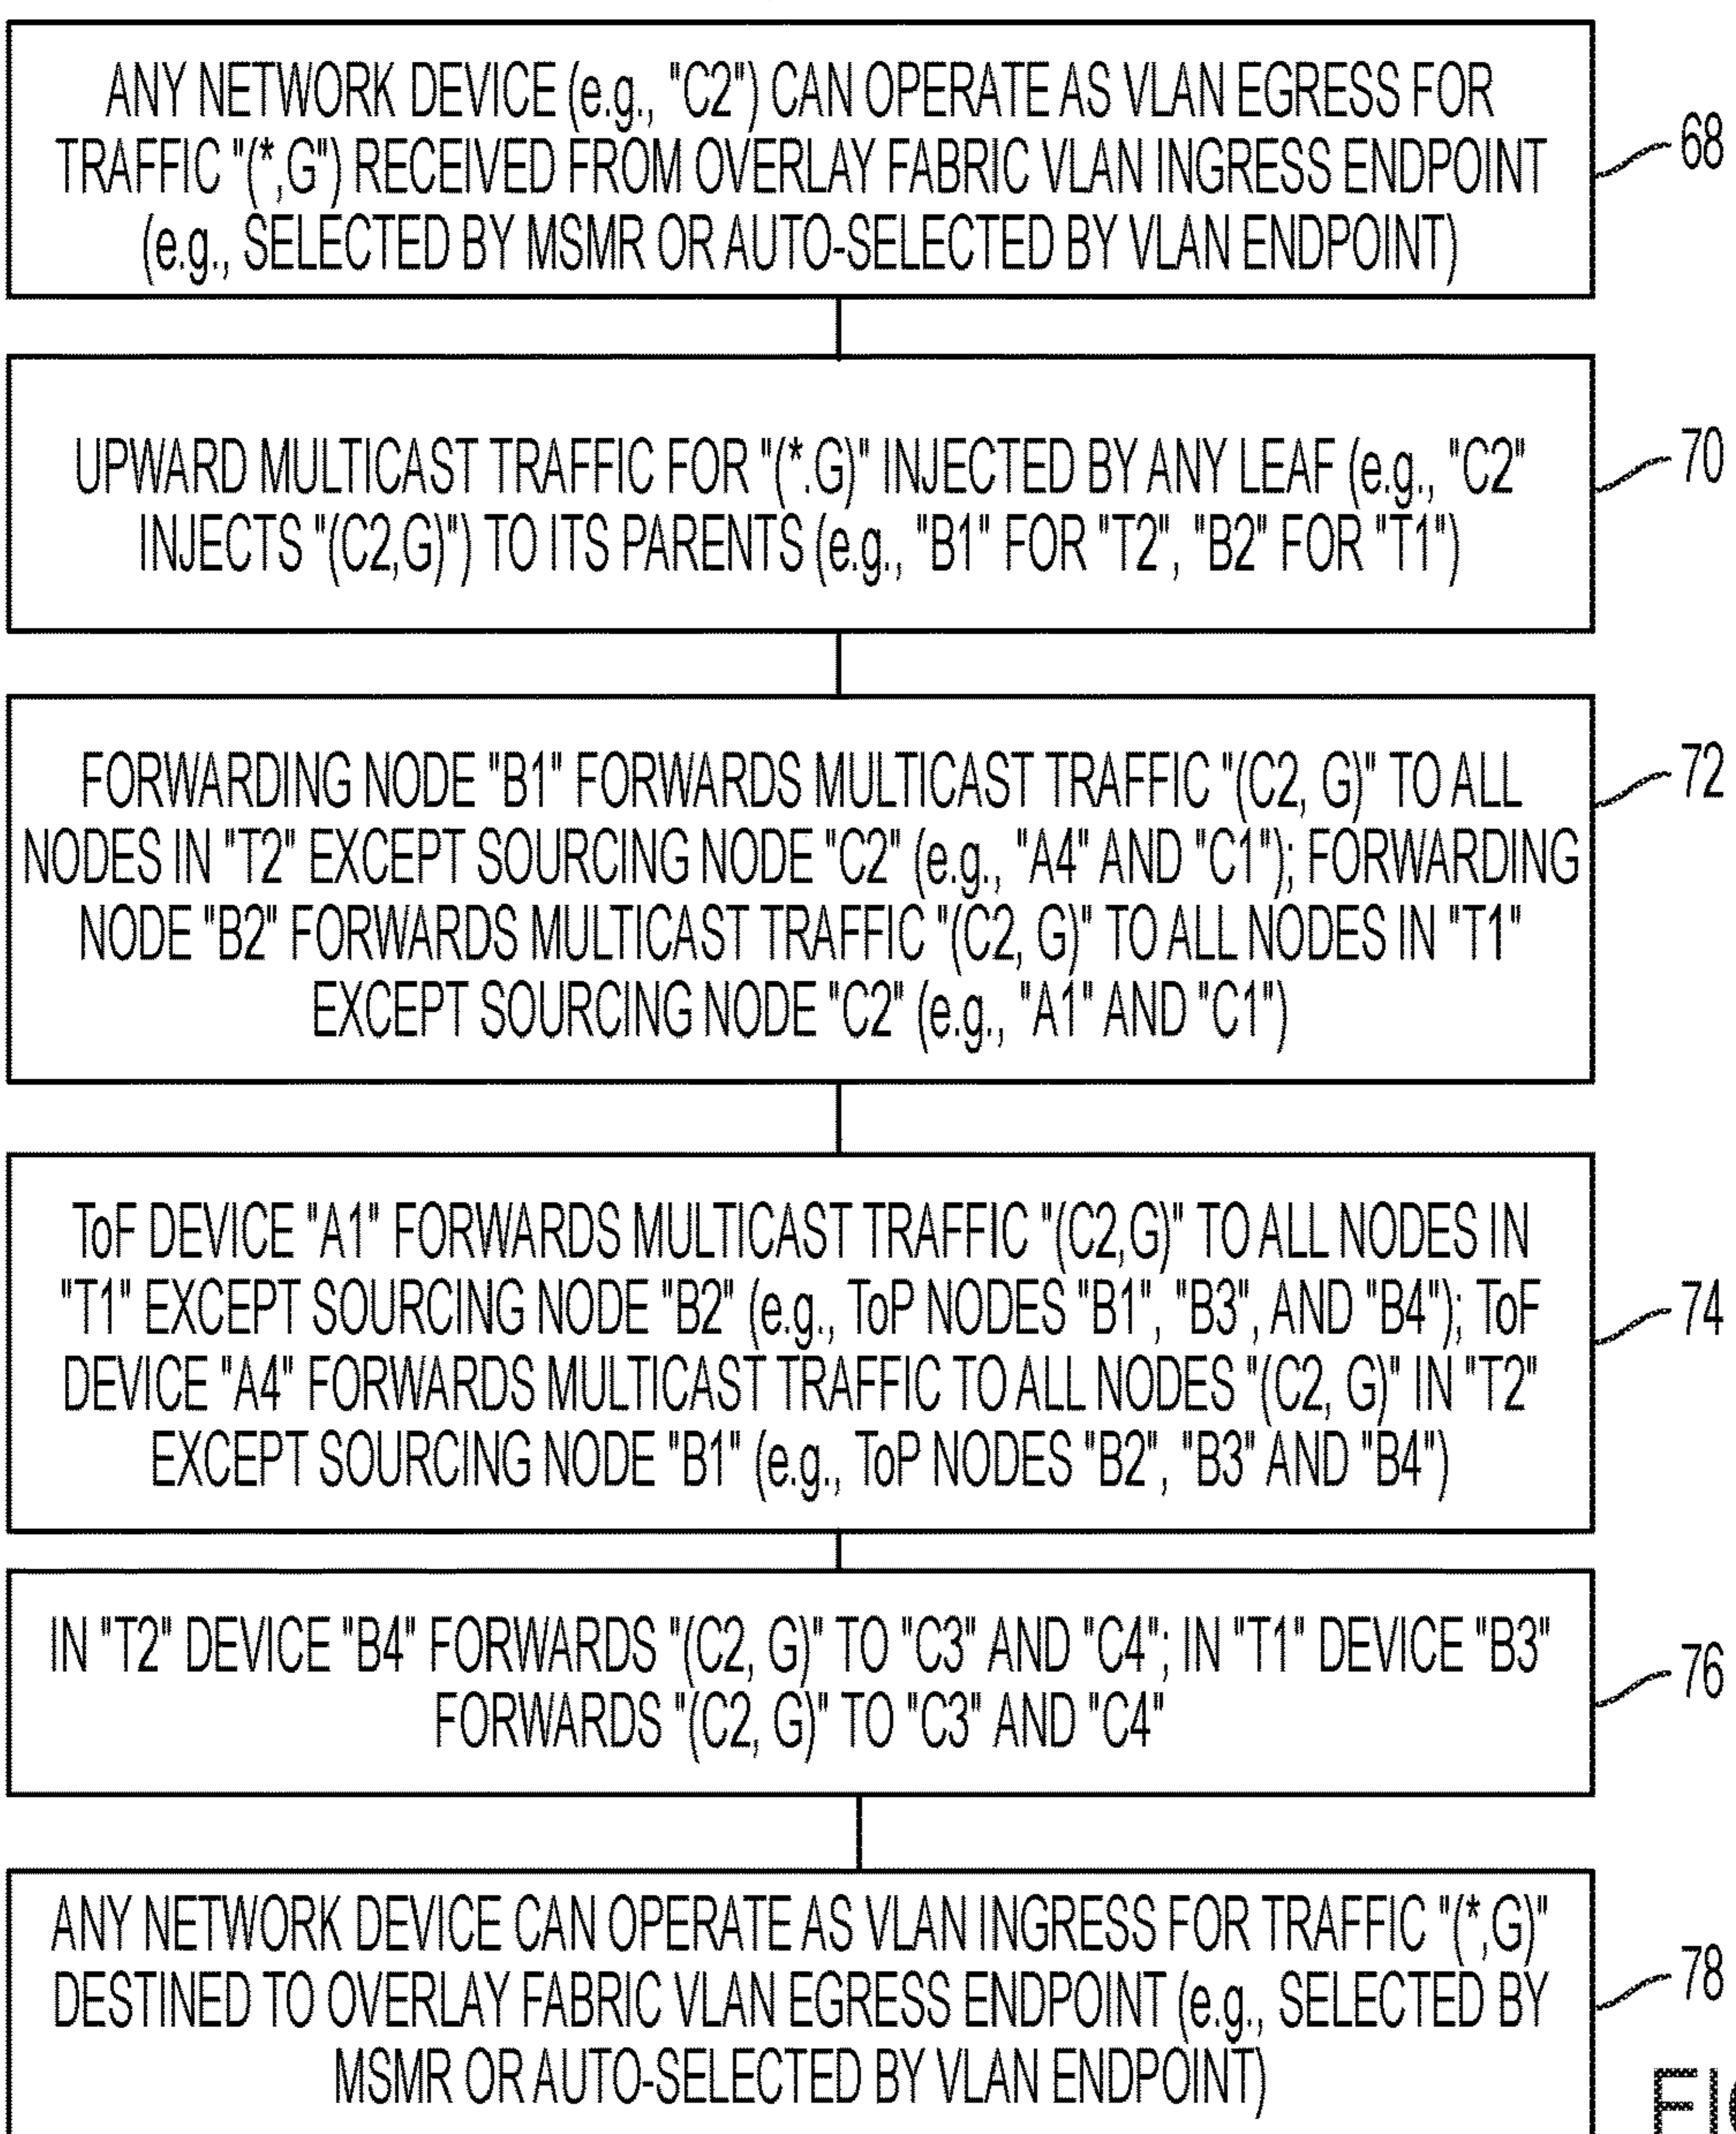 ANY NETWORK DEVICE (e.g., "C2") CAN OPERATE AS VLAN EGRESS FOR
TRAFFIC "(*,G") RECEIVED FROM OVERLAY FABRIC VLAN INGRESS ENDPOINT
(e.g., SELECTED BY MSMR OR AUTO-SELECTED BY VLAN ENDPOINT)
68
UPWARD MULTICAST TRAFFIC FOR "(*.G)" INJECTED BY ANY LEAF (e.g., "C2"
INJECTS "(C2,G)") TO ITS PARENTS (e.g., "B1" FOR "T2", "B2" FOR "T1")
70
FORWARDING NODE "B1" FORWARDS MULTICAST TRAFFIC "(C2, G)" TO ALL
NODES IN "T2" EXCEPT SOURCING NODE "C2" (e.g., "A4" AND "C1"); FORWARDING
NODE "B2" FORWARDS MULTICAST TRAFFIC "(C2, G)" TO ALL NODES IN "T1"
EXCEPT SOURCING NODE "C2" (e.g., "A1" AND "C1")
72
ToF DEVICE "A1" FORWARDS MULTICAST TRAFFIC "(C2,G)" TO ALL NODES IN
"T1" EXCEPT SOURCING NODE "B2" (e.g., ToP NODES "B1", "B3", AND "B4"); ToF
DEVICE "A4" FORWARDS MULTICAST TRAFFIC TO ALL NODES "(C2, G)" IN "T2"
EXCEPT SOURCING NODE "B1" (e.g., ToP NODES "B2", "B3" AND "B4")
74
IN "T2" DEVICE "B4" FORWARDS "(C2, G)" TO "C3" AND "C4"; IN "T1" DEVICE "B3"
FORWARDS "(C2, G)" TO "C3" AND "C4"
76
ANY NETWORK DEVICE CAN OPERATE AS VLAN INGRESS FOR TRAFFIC "(*,G)"
DESTINED TO OVERLAY FABRIC VLAN EGRESS ENDPOINT (e.g., SELECTED BY
MSMR OR AUTO-SELECTED BY VLAN ENDPOINT)
78